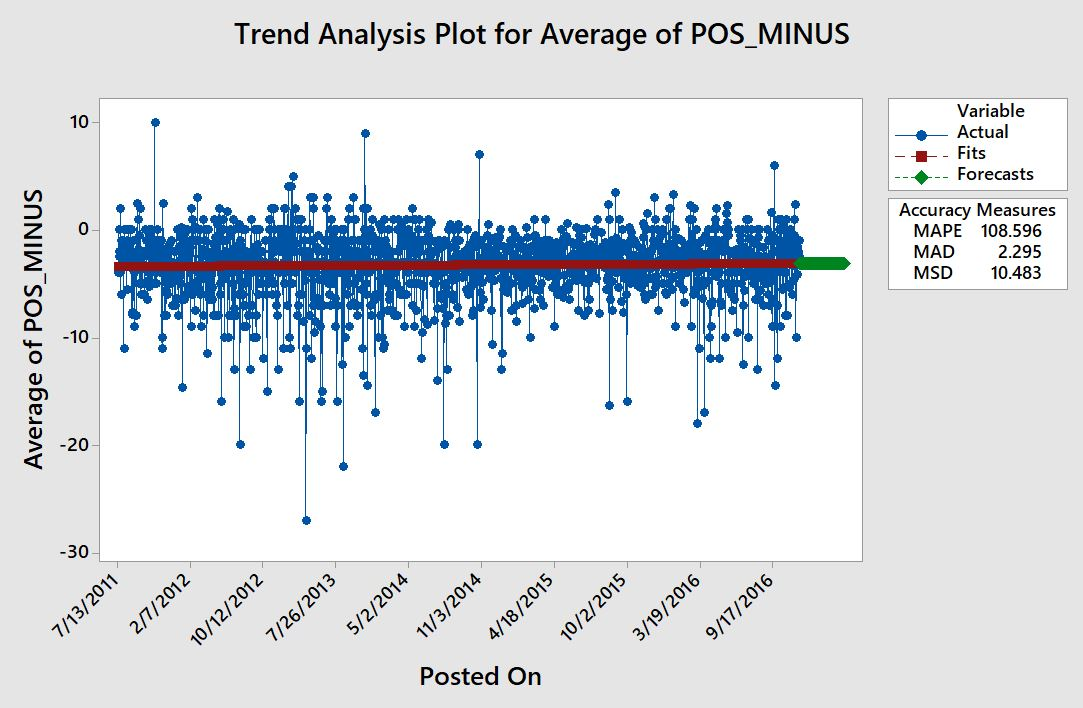 Trend Analysis Plot for Average of POS_MINUS
Variable
Actual
Fits
Forecasts
Accuracy Measures
MAPE 108.596
MAD 2.295
MSD 10.483
Average of POS_MINUS
10
0
-10
-20
-30
7/13/2011
2/7/2012
10/12/2012
7/26/2013
5/2/2014
11/3/2014
4/18/2015
10/2/2015
3/19/2016
9/17/2016
Posted On